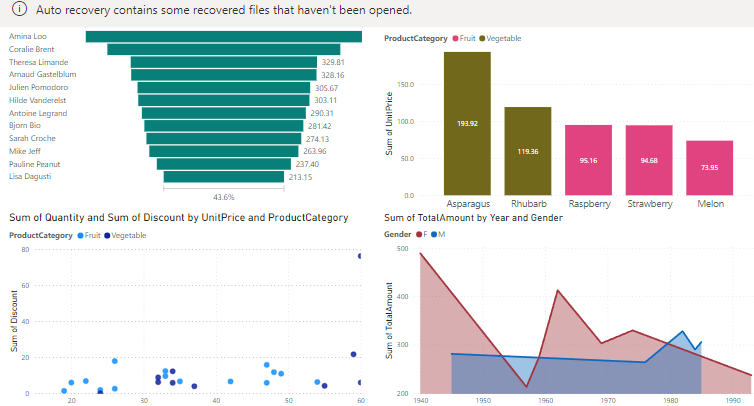 Auto recovery contains some recovered files that haven't been opened.
Amina Loo
Coralie Brent
Theresa Limande 329.81
Arnaud Gastelblum 328.16
Julien Pomodoro 305.67
Hilde Vanderelst 303.11
Antoine Legrand 290.31
Bjorn Bio 281.42
Sarah Croche 274.13
Mike Jeff 263.96
Pauline Peanut 237.40
Lisa Dagusti 213.15
43.6%
ProductCategory Fruit Vegetable
Sum of UnitPrice
150.0
100.0
50.0
0.0
193.92 119.36 95.16 94.68 73.95
Asparagus Rhubarb Raspberry Strawberry Melon
Sum of Quantity and Sum of Discount by UnitPrice and ProductCategory
ProductCategory Fruit Vegetable
Sum of Discount
80
60
40
20
0
20 30 40 50 60
Sum of TotalAmount by Year and Gender
Gender F M
Sum of TotalAmount
500
400
300
200
1940 1950 1960 1970 1980 1990